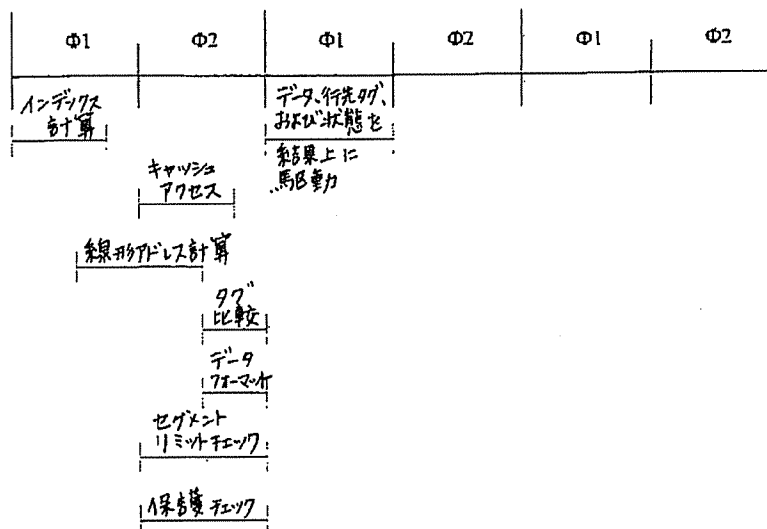 Φ1 Φ2 Φ1 Φ2 Φ1 Φ2
インデックス
計算
データ、行先タグ、
および状態を
結果上に
駆動
キャッシュ
アクセス
線形アドレス計算
タグ
比較
データ
フォーマット
セグメント
リミットチェック
保護チェック